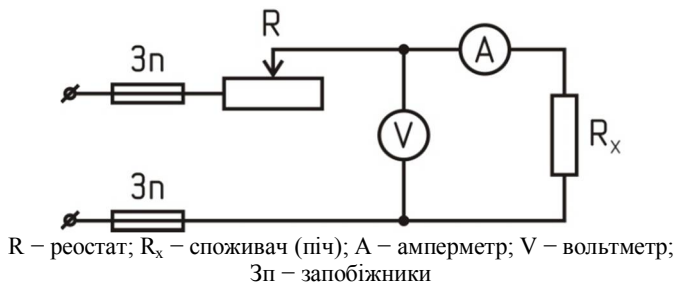 R
Зп
A
V
Rx
Зп
R – реостат; Rx – споживач (піч); A – амперметр; V – вольтметр;
Зп – запобіжники